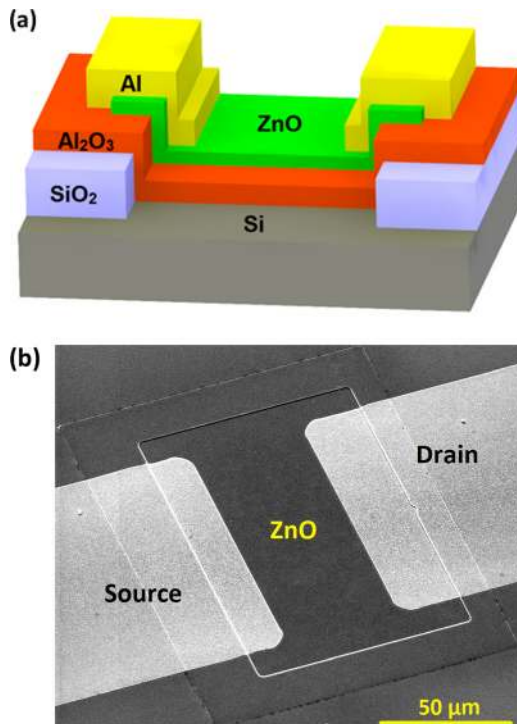 (a)
Al
ZnO
Al₂O₃
SiO₂
Si
(b)
Drain
ZnO
Source
50 µm